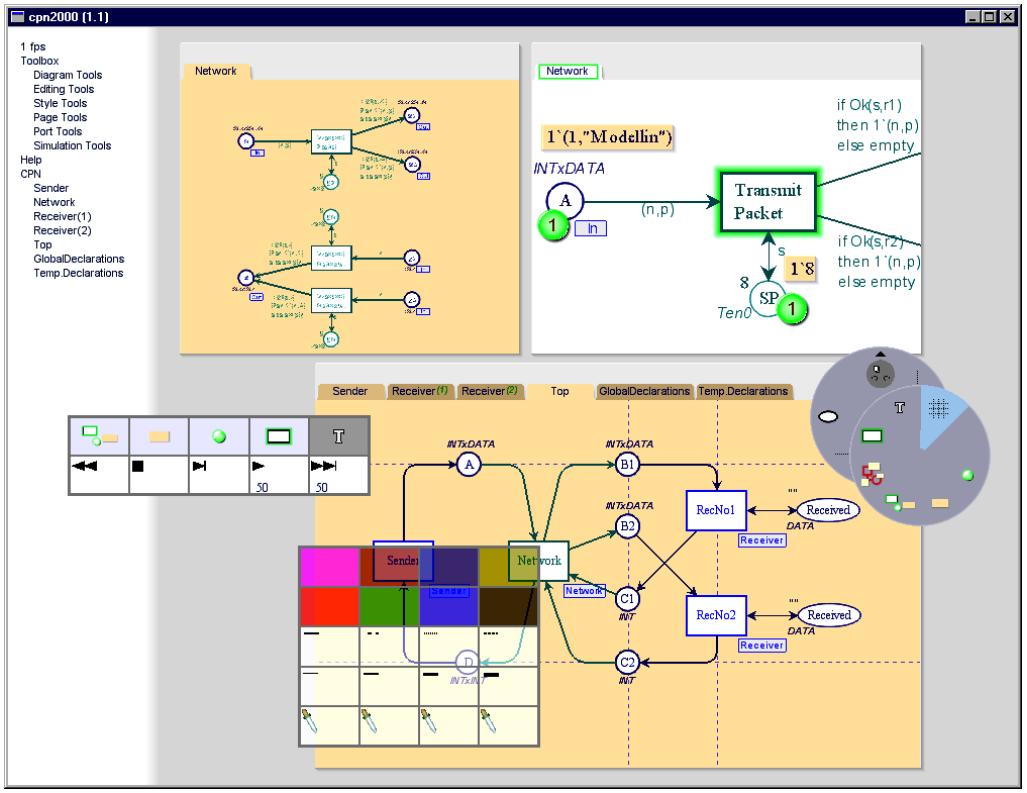 cpn2000 (1.1)
1 fps
Toolbox
Diagram Tools
Editing Tools
Style Tools
Page Tools
Port Tools
Simulation Tools
Help
CPN
Sender
Network
Receiver(1)
Receiver(2)
Top
GlobalDeclarations
Temp.Declarations
Network
Network
1`(1,"Modellin")
INTxDATA
A
1
In
(n,p)
Transmit
Packet
if Ok(s,r1)
then 1`(n,p)
else empty
if Ok(s,r2)
then 1`(n,p)
else empty
s
1`8
8
SP
1
Ten0
Sender
Receiver(1)
Receiver(2)
Top
GlobalDeclarations
Temp.Declarations
T
50
50
T
INTxDATA
A
INTxDATA
B1
INTxDATA
B2
RecNo1
Receiver
""
Received
DATA
Sender
Sender
Network
Network
C1
INT
RecNo2
Receiver
""
Received
DATA
D
INTxINT
C2
INT